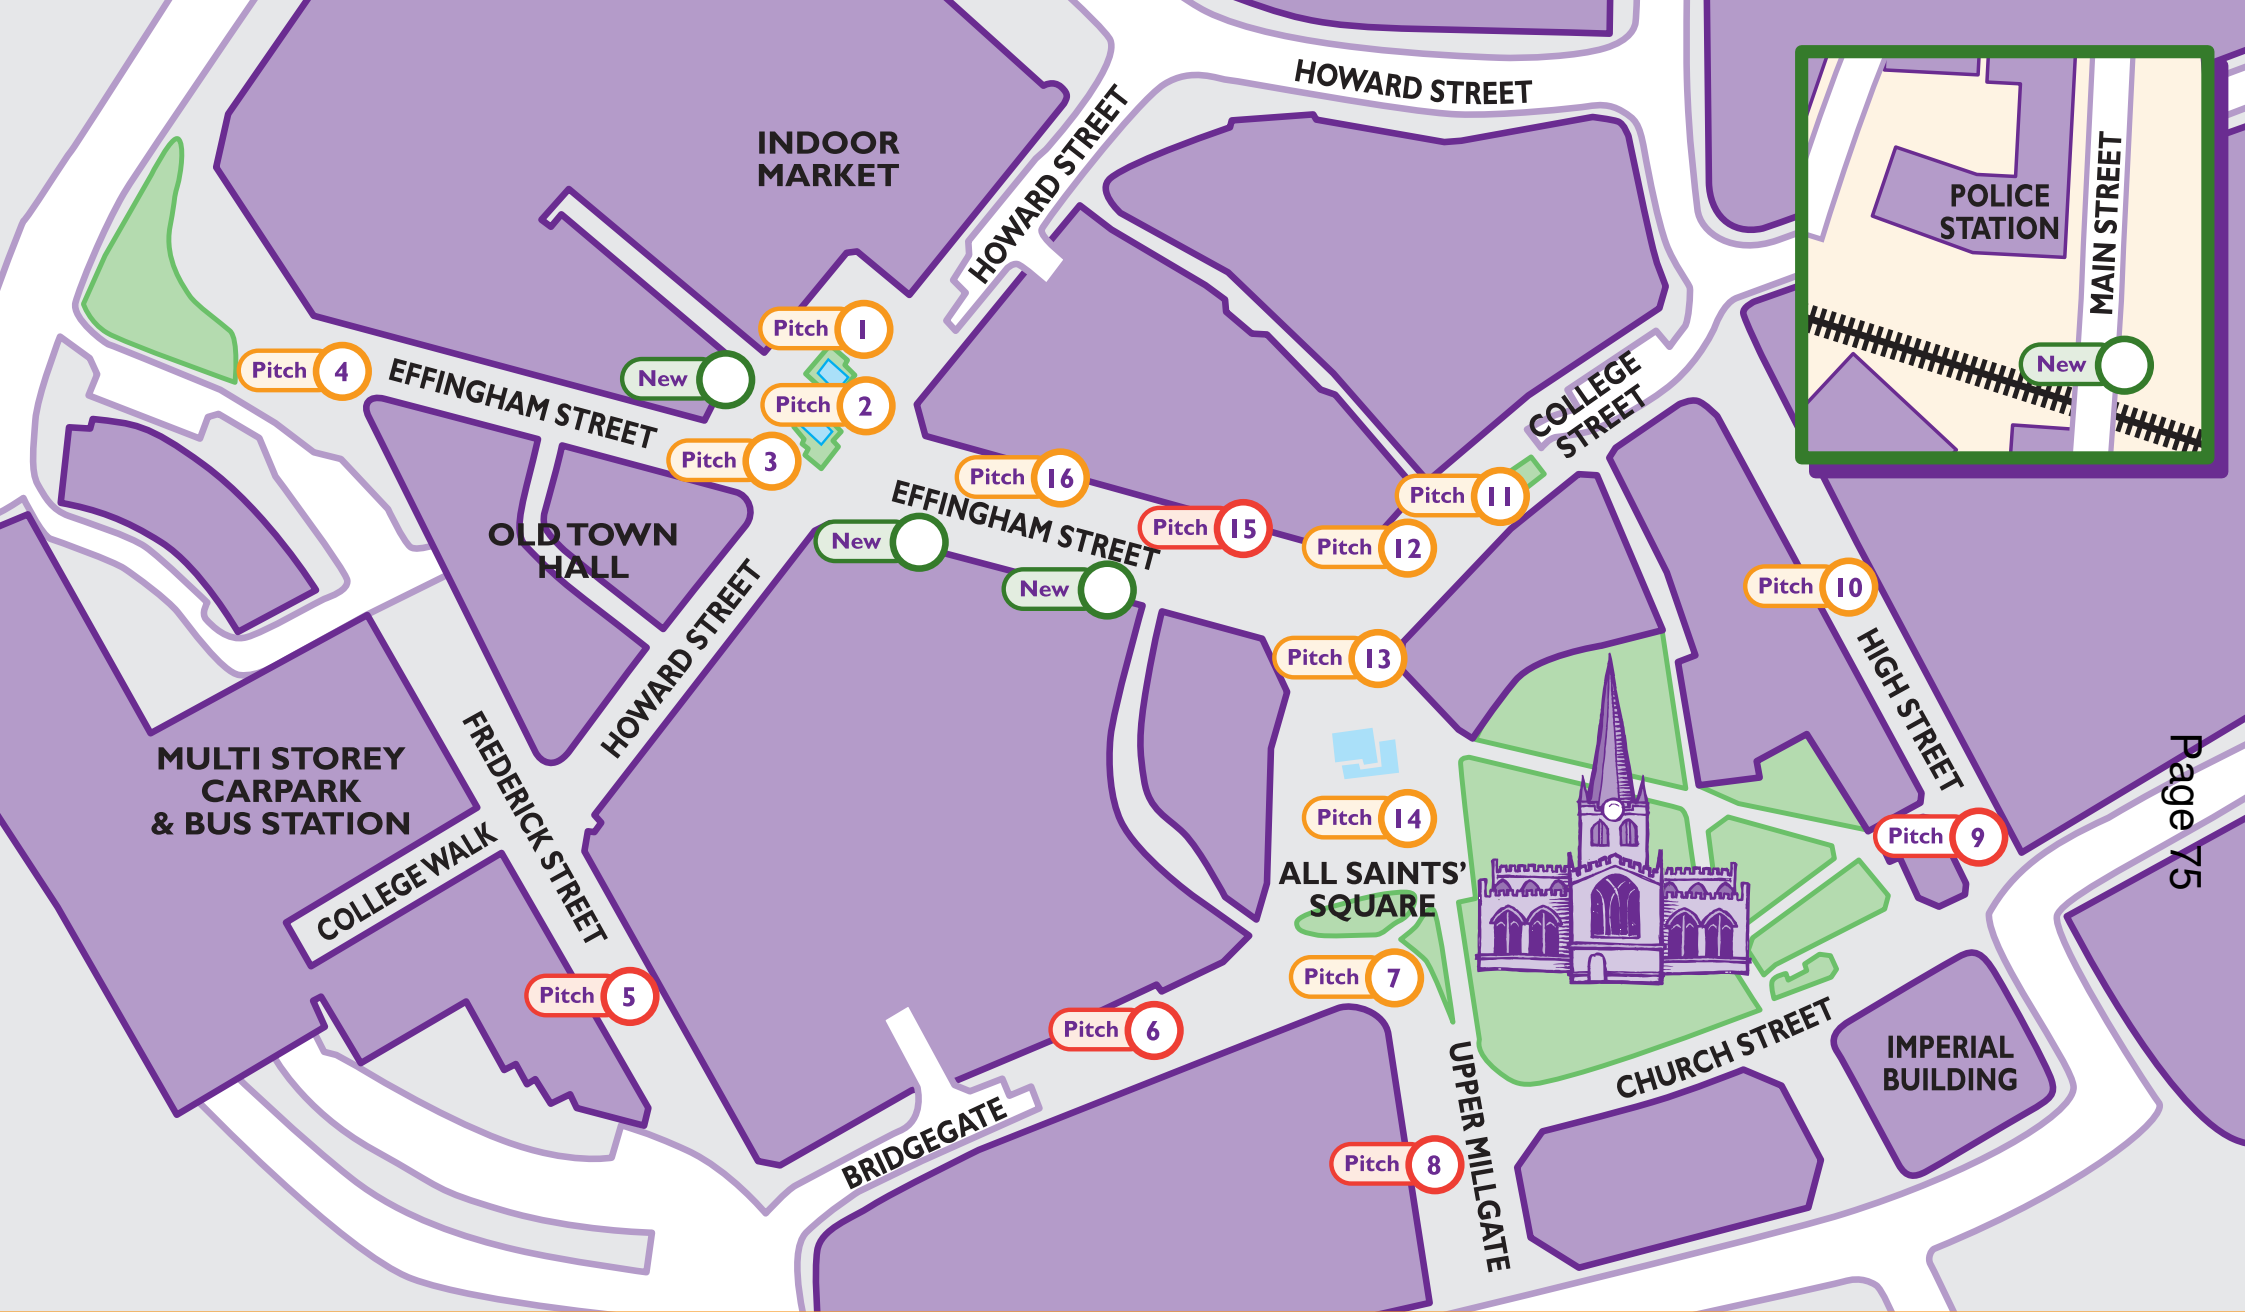 HOWARD STREET
INDOOR
MARKET
HOWARD STREET
POLICE
STATION
MAIN STREET
New
Pitch 1
Pitch 4
EFFINGHAM STREET
New
Pitch 2
Pitch 3
COLLEGE
STREET
Pitch 16
EFFINGHAM STREET
Pitch 15
Pitch 11
Pitch 12
OLD TOWN
HALL
New
New
Pitch 10
HOWARD STREET
Pitch 13
HIGH STREET
MULTI STOREY
CARPARK
& BUS STATION
FREDERICK STREET
COLLEGE WALK
Pitch 14
ALL SAINTS'
SQUARE
Pitch 9
Page 75
Pitch 5
Pitch 7
Pitch 6
CHURCH STREET
IMPERIAL
BUILDING
BRIDGEGATE
Pitch 8
UPPER MILLGATE